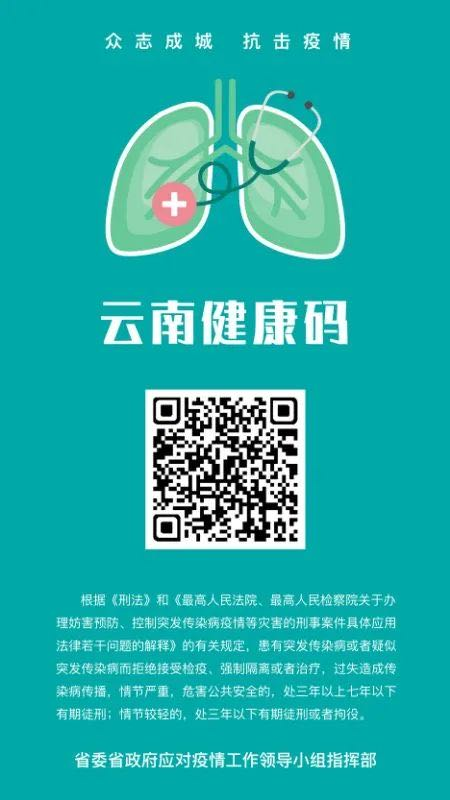 众志成城 抗击疫情
云南健康码
根据《刑法》和《最高人民法院、最高人民检察院关于办
理妨害预防、控制突发传染病疫情等灾害的刑事案件具体应用
法律若干问题的解释》的有关规定，患有突发传染病或者疑似
突发传染病而拒绝接受检疫、强制隔离或者治疗，过失造成传
染病传播，情节严重，危害公共安全的，处三年以上七年以下
有期徒刑；情节较轻的，处三年以下有期徒刑或者拘役。
省委省政府应对疫情工作领导小组指挥部